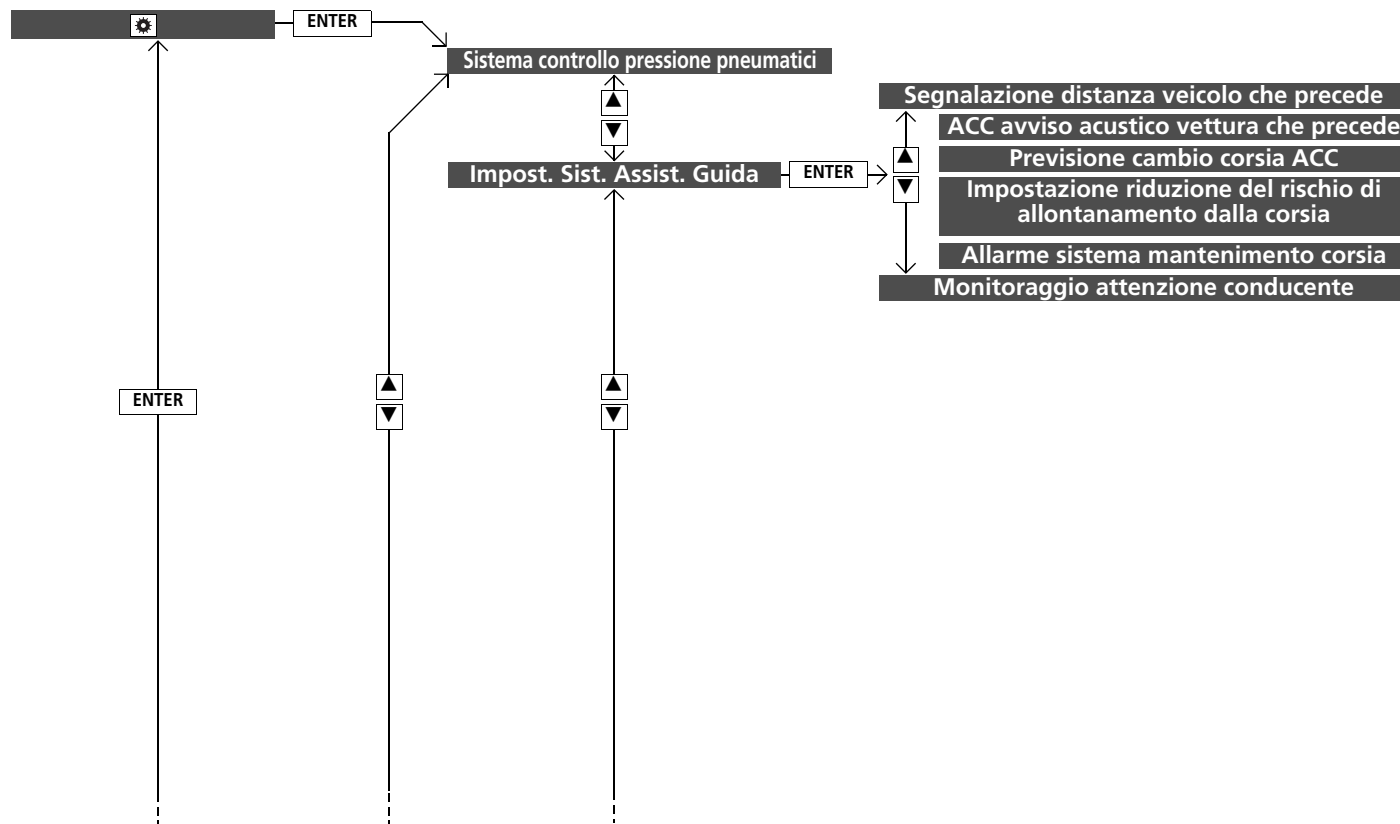 ENTER
Sistema controllo pressione pneumatici
Segnalazione distanza veicolo che precede
ACC avviso acustico vettura che precede
Previsione cambio corsia ACC
Impost. Sist. Assist. Guida
ENTER
Impostazione riduzione del rischio di
allontanamento dalla corsia
Allarme sistema mantenimento corsia
Monitoraggio attenzione conducente
ENTER